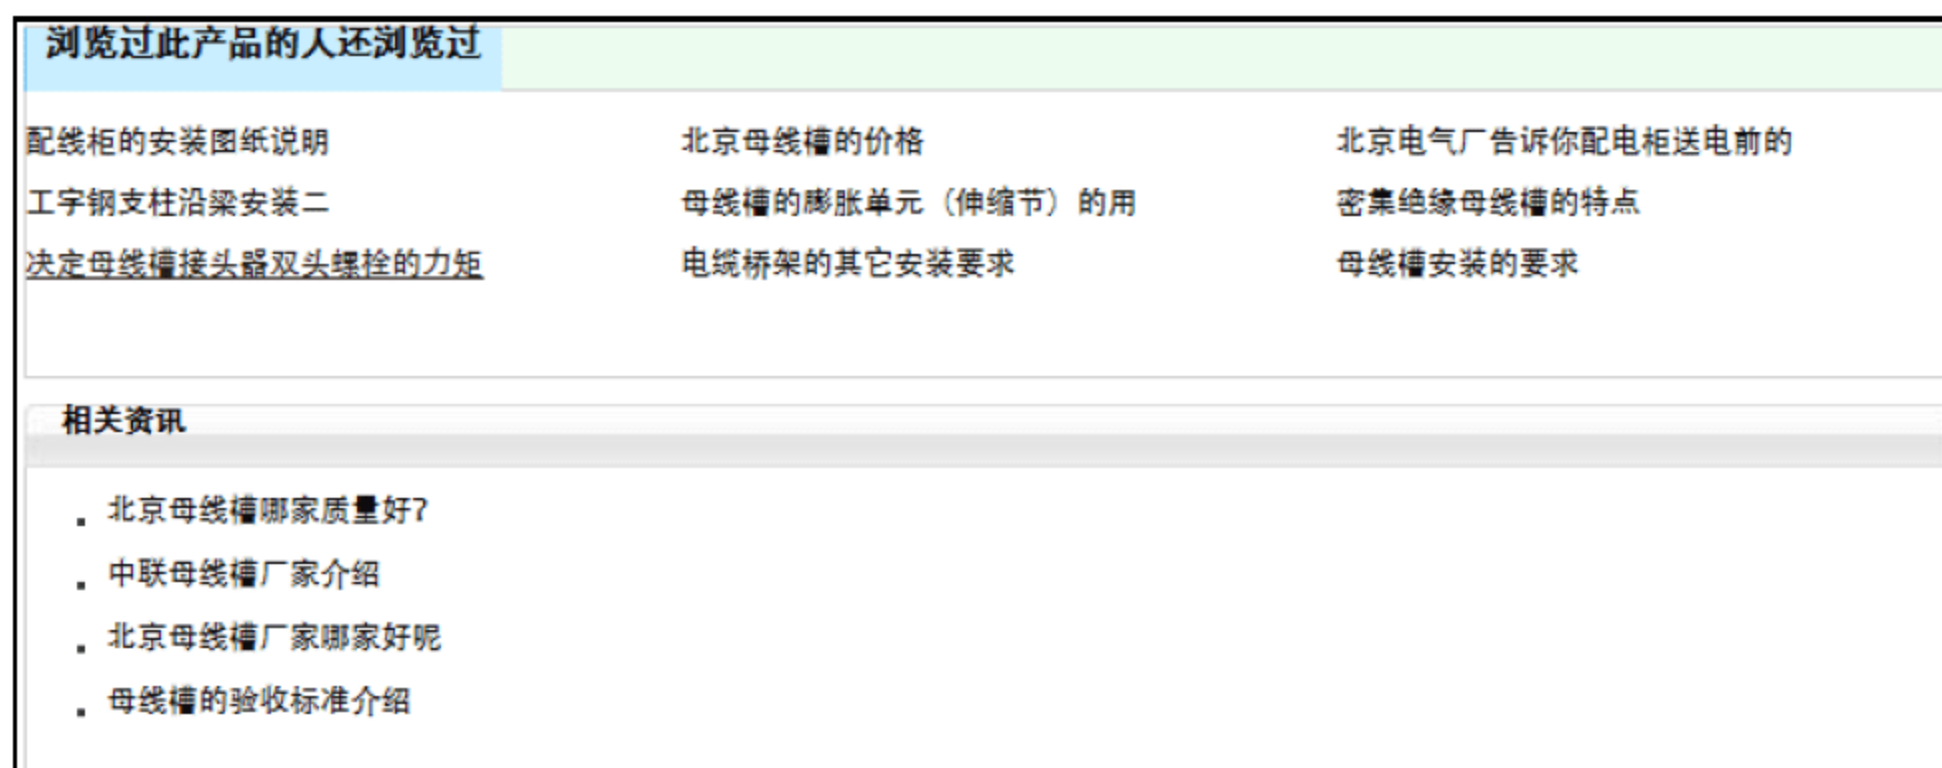 浏览过此产品的人还浏览过
配线柜的安装图纸说明 北京母线槽的价格 北京电气厂告诉你配电柜送电前的
工字钢支柱沿梁安装二 母线槽的膨胀单元（伸缩节）的用 密集绝缘母线槽的特点
决定母线槽接头器双头螺栓的力矩 电缆桥架的其它安装要求 母线槽安装的要求
相关资讯
北京母线槽哪家质量好?
中联母线槽厂家介绍
北京母线槽厂家哪家好呢
母线槽的验收标准介绍